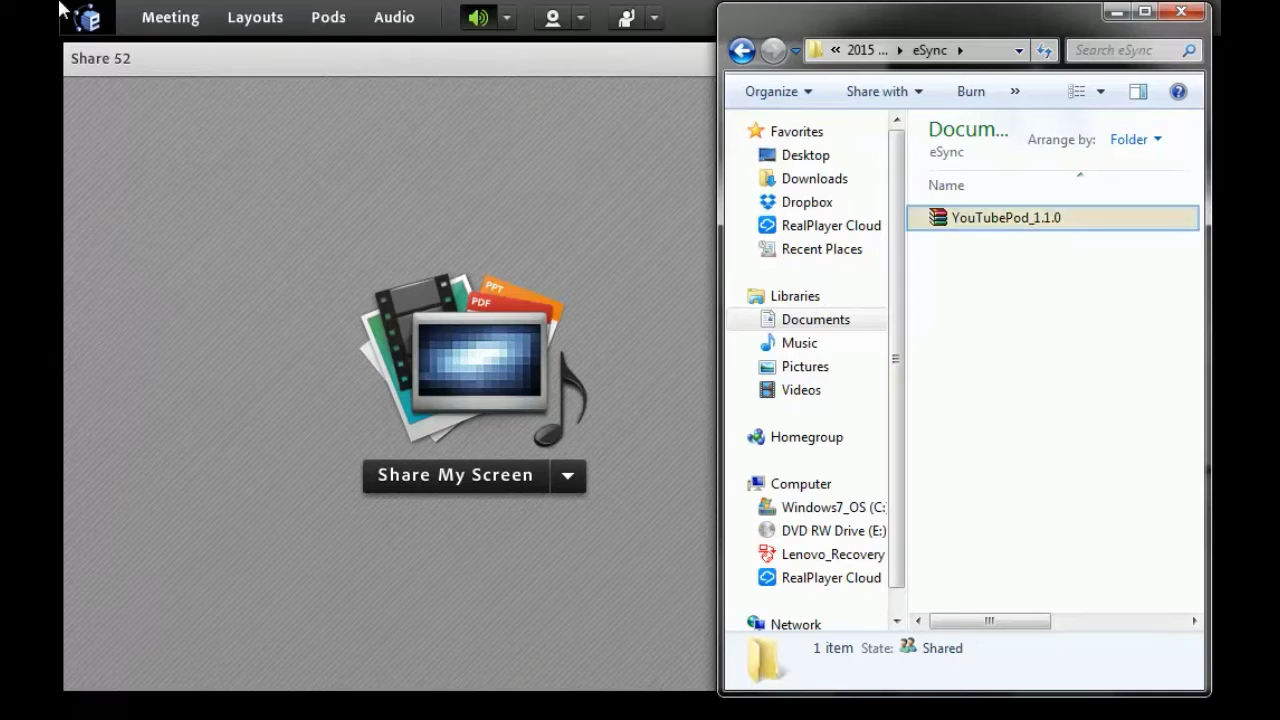 Meeting
Layouts
Pods
Audio
Share 52
PPT
PDF
Share My Screen
« 2015 ...
eSync
Search eSync
Organize
Share with
Burn
»
Favorites
Desktop
Downloads
Dropbox
RealPlayer Cloud
Recent Places
Libraries
Documents
Music
Pictures
Videos
Homegroup
Computer
Windows7_OS (C:
DVD RW Drive (E:)
Lenovo_Recovery
RealPlayer Cloud
Network
Docum...
eSync
Arrange by:
Folder
Name
YouTubePod_1.1.0
1 item
State:
Shared